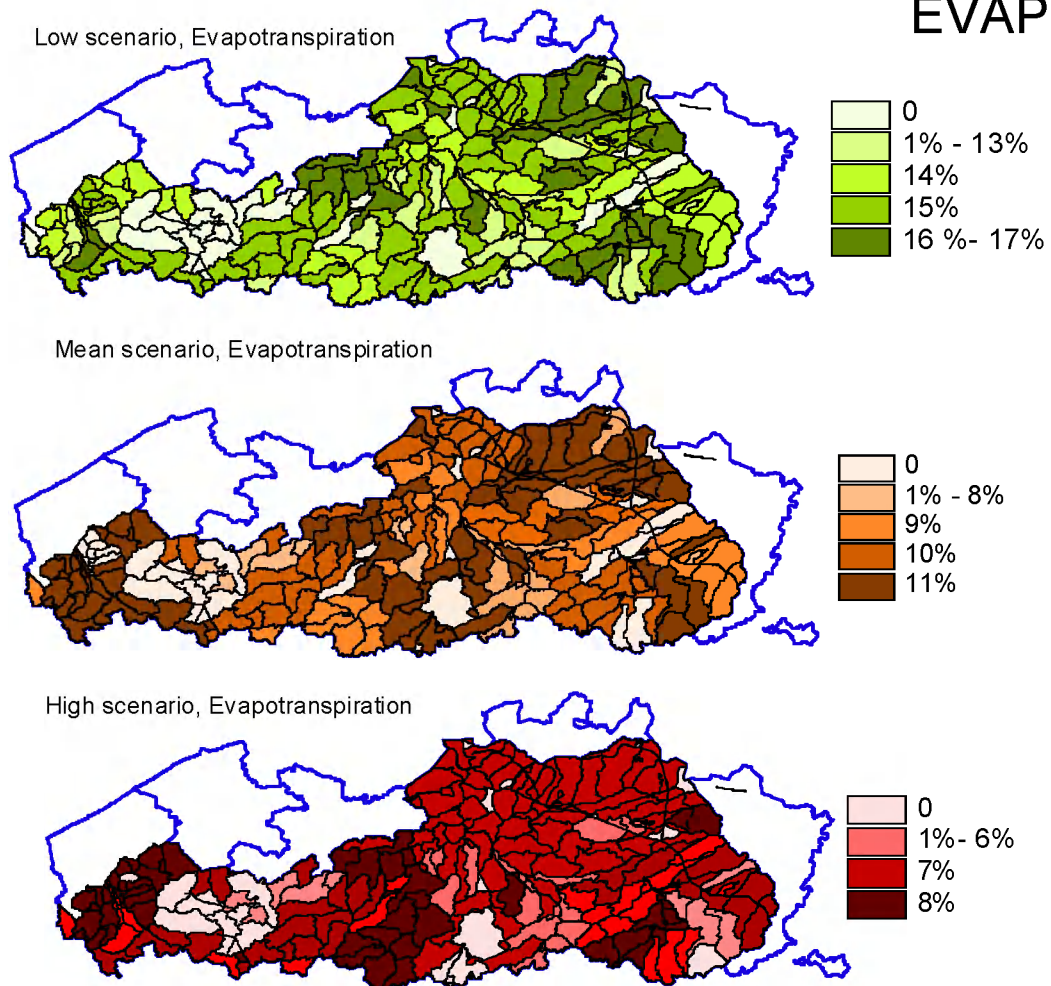 EVAP
Low scenario, Evapotranspiration
0
1% - 13%
14%
15%
16 %- 17%
Mean scenario, Evapotranspiration
0
1% - 8%
9%
10%
11%
High scenario, Evapotranspiration
0
1%- 6%
7%
8%